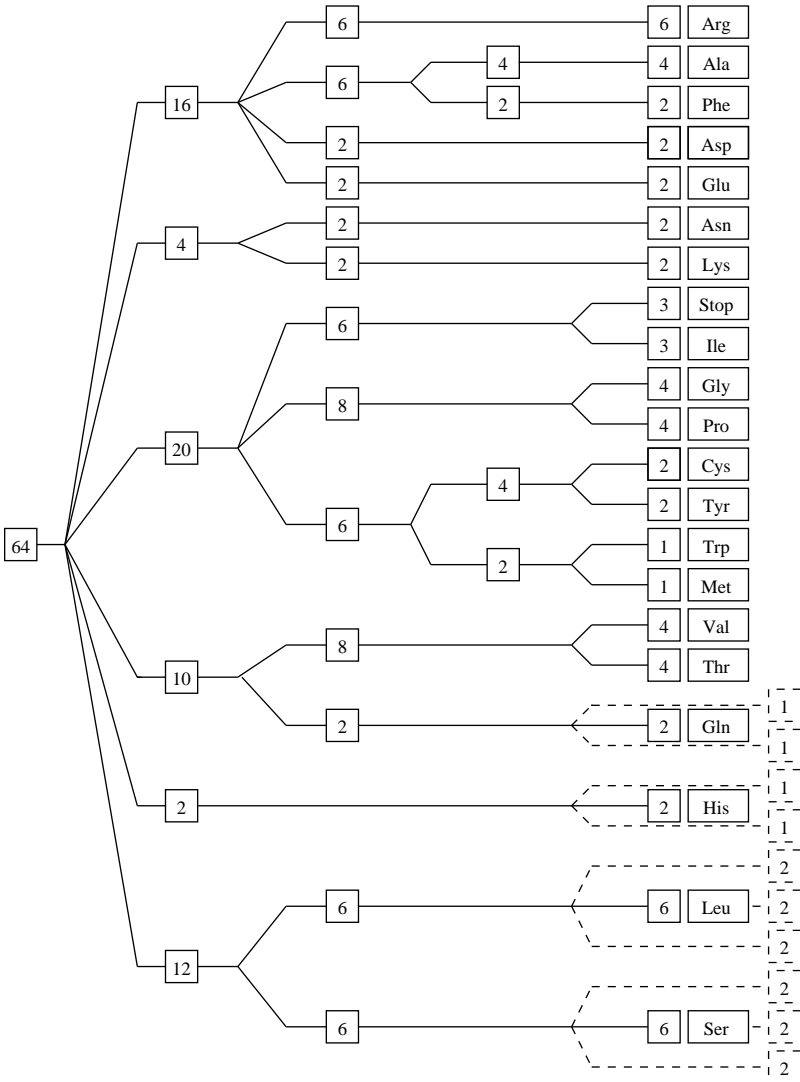 6 6 Arg
4 4 Ala
6
2 2 Phe
16
2 2 Asp
2 2 Glu
2 2 Asn
4
2 2 Lys
3 Stop
6
3 Ile
4 Gly
8
4 Pro
20
2 Cys
4
2 Tyr
6
64
1 Trp
2
1 Met
4 Val
8
4 Thr
10
1
2 2 Gln
1
1
2 2 His
1
2
6 6 Leu 2
2
12
2
6 6 Ser 2
2